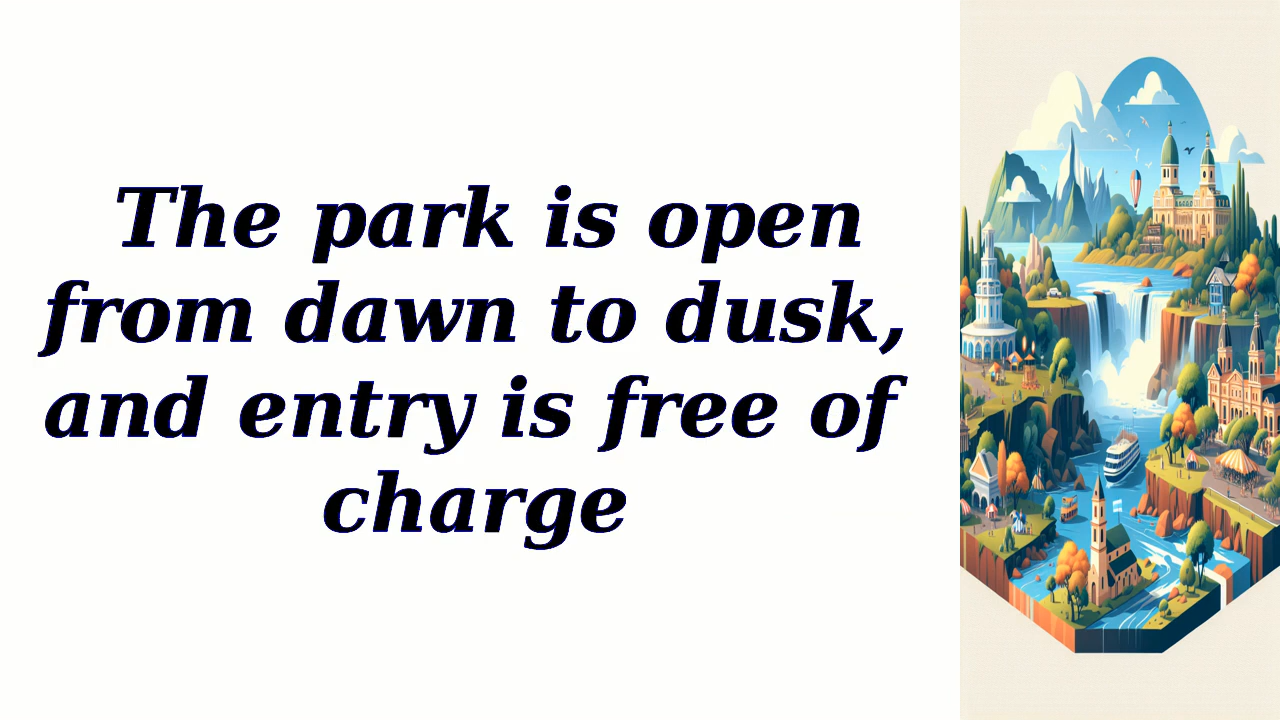 The park is open
from dawn to dusk,
and entry is free of
charge